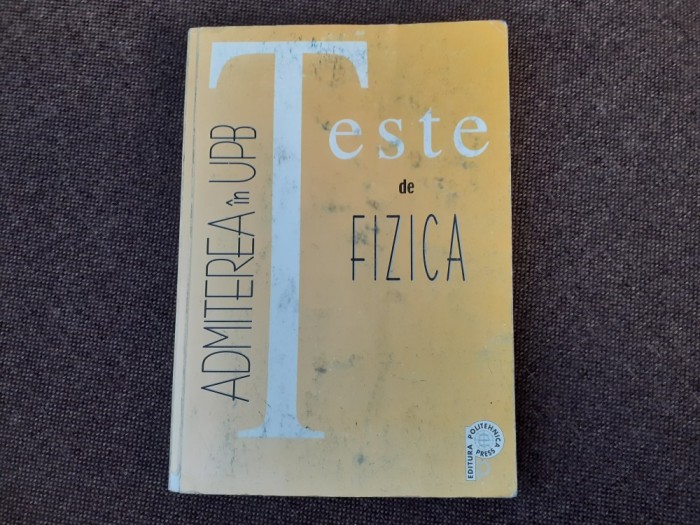 ADMITEREA în UPB
Teste
de
FIZICA
EDITURA POLITEHNICA PRESS